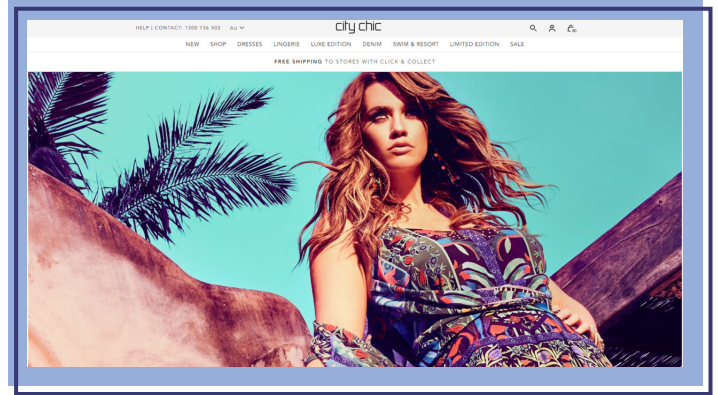 HELP | CONTACT: 1300 736 502 AU
city chic
(0)
NEW SHOP DRESSES LINGERIE LUXE EDITION DENIM SWIM & RESORT LIMITED EDITION SALE
FREE SHIPPING TO STORES WITH CLICK & COLLECT